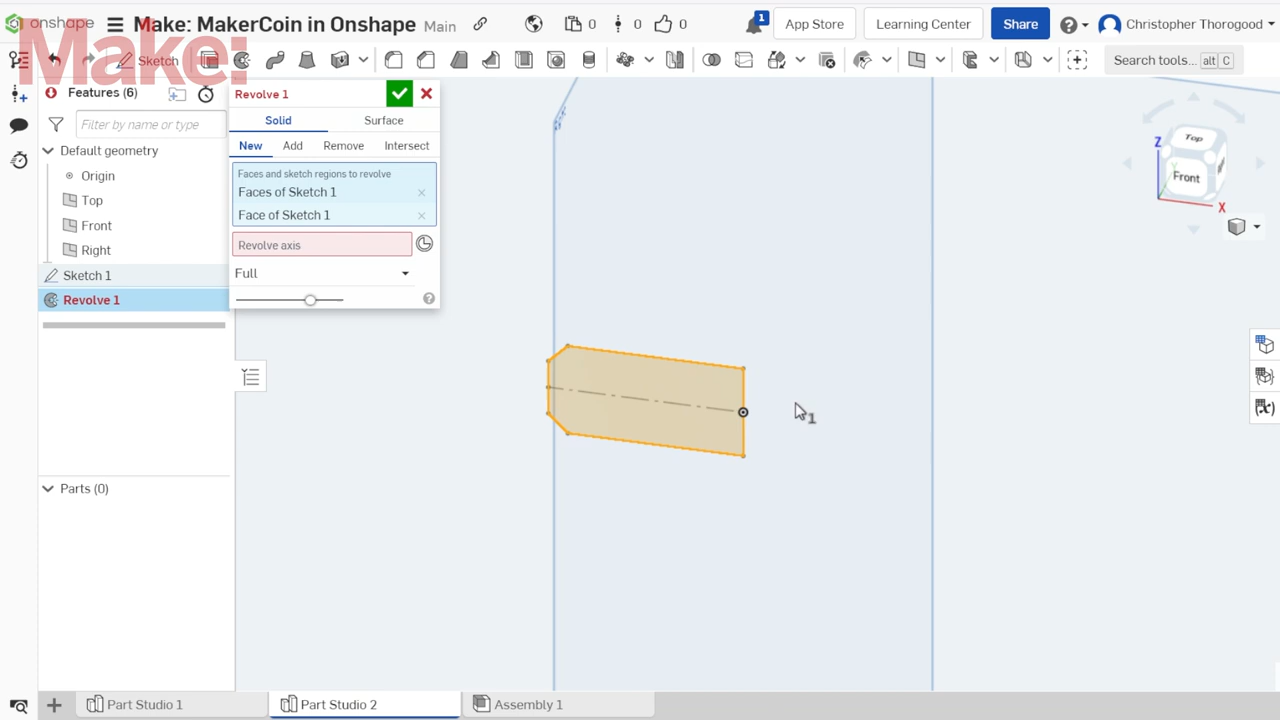 Make:
onshape
Make: MakerCoin in Onshape Main
0
0
0
1
App Store
Learning Center
Share
Christopher Thorogood
Sketch
Search tools... alt C
Features (6)
Filter by name or type
Default geometry
Origin
Top
Front
Right
Sketch 1
Revolve 1
Revolve 1
Solid
Surface
New
Add
Remove
Intersect
Faces and sketch regions to revolve
Faces of Sketch 1
Face of Sketch 1
Revolve axis
Full
Top
Front
Z
X
1
Parts (0)
Part Studio 1
Part Studio 2
Assembly 1